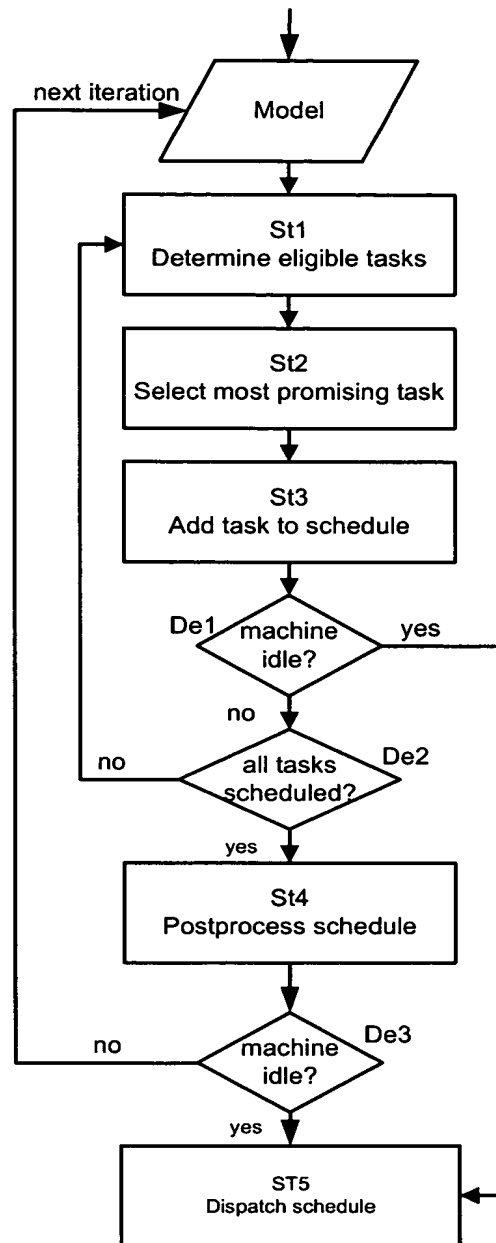 next iteration
Model
St1
Determine eligible tasks
St2
Select most promising task
St3
Add task to schedule
De1
machine
idle?
yes
no
De2
all tasks
scheduled?
no
yes
St4
Postprocess schedule
De3
machine
idle?
no
yes
ST5
Dispatch schedule